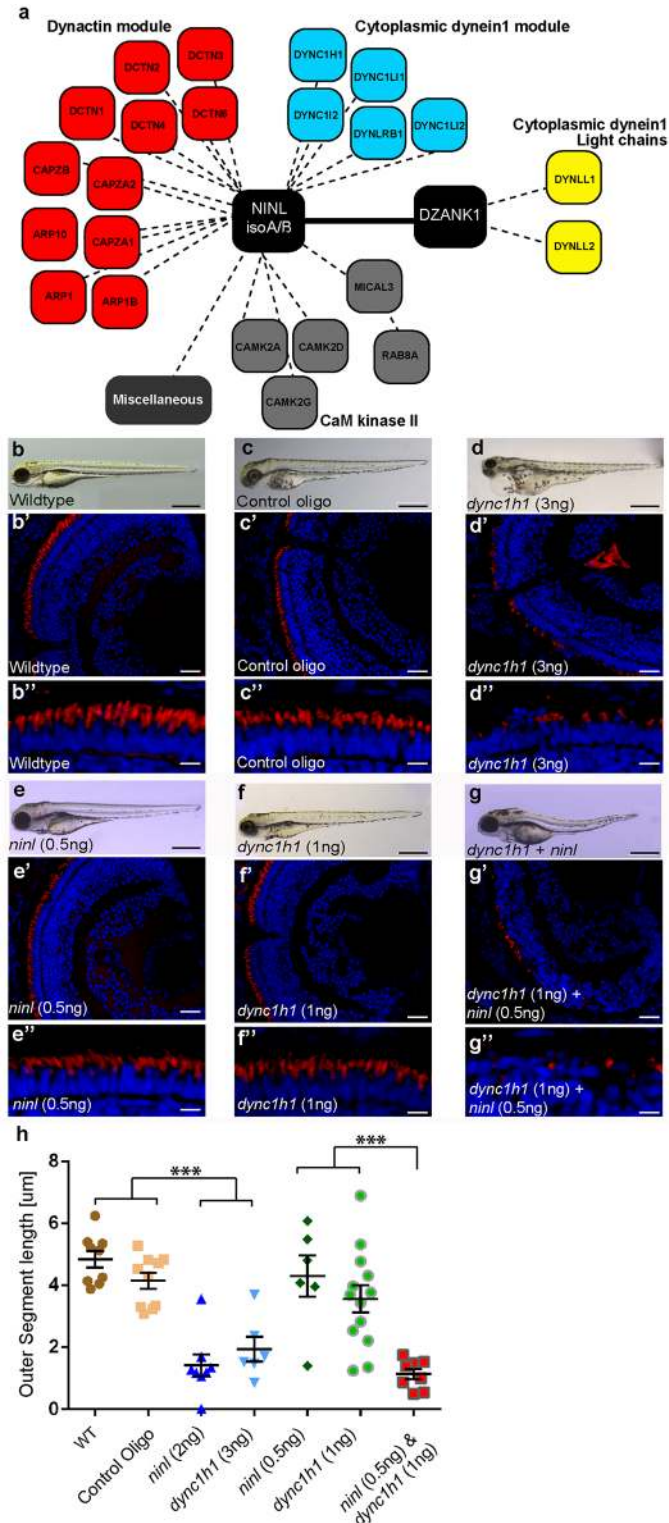 a
Dynactin module
Cytoplasmic dynein1 module
DCTN3
DCTN2
DYNC1H1
DYNC1LI1
DCTN1
DCTN4
DCTN6
DYNC1I2
DYNLRB1
DYNC1LI2
Cytoplasmic dynein1
Light chains
CAPZB
CAPZA2
DYNLL1
NINL
isoA/B
DZANK1
ARP10
CAPZA1
DYNLL2
ARP1
ARP1B
MICAL3
CAMK2A
CAMK2D
RAB8A
Miscellaneous
CAMK2G
CaM kinase II
b
Wildtype
c
Control oligo
d
dync1h1 (3ng)
b'
Wildtype
c'
Control oligo
d'
dync1h1 (3ng)
b''
Wildtype
c''
Control oligo
d''
dync1h1 (3ng)
e
ninl (0.5ng)
f
dync1h1 (1ng)
g
dync1h1 + ninl
e'
ninl (0.5ng)
f'
dync1h1 (1ng)
g'
dync1h1 (1ng) +
ninl (0.5ng)
e''
ninl (0.5ng)
f''
dync1h1 (1ng)
g''
dync1h1 (1ng) +
ninl (0.5ng)
h
***
***
Outer Segment length [um]
8
6
4
2
0
WT
Control Oligo
ninl (2ng)
dync1h1 (3ng)
ninl (0.5ng)
dync1h1 (1ng)
ninl (0.5ng) &
dync1h1 (1ng)